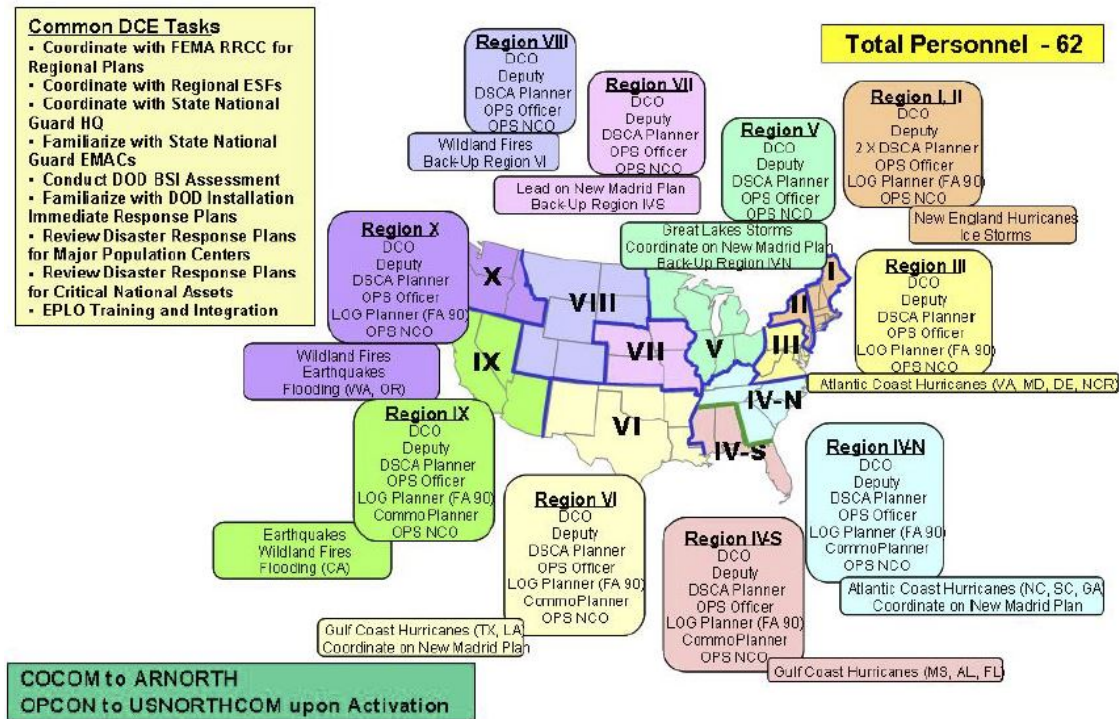 Common DCE Tasks
• Coordinate with FEMA RRCC for
Regional Plans
• Coordinate with Regional ESFs
• Coordinate with State National
Guard HQ
• Familiarize with State National
Guard EMACs
• Conduct DOD BSI Assessment
• Familiarize with DOD Installation
Immediate Response Plans
• Review Disaster Response Plans
for Major Population Centers
• Review Disaster Response Plans
for Critical National Assets
• EPLO Training and Integration
Region VIII
DCO
Deputy
DSCA Planner
OPS Officer
OPS NCO
Wildland Fires
Back-Up Region VI
Region VII
DCO
Deputy
DSCA Planner
OPS Officer
OPS NCO
Lead on New Madrid Plan
Back-Up Region IV-S
Total Personnel - 62
Region V
DCO
Deputy
DSCA Planner
OPS Officer
OPS NCO
Great Lakes Storms
Coordinate on New Madrid Plan
Back-Up Region IV-N
Region I, II
DCO
Deputy
2 X DSCA Planner
OPS Officer
LOG Planner (FA 90)
OPS NCO
New England Hurricanes
Ice Storms
Region X
DCO
Deputy
DSCA Planner
OPS Officer
LOG Planner (FA 90)
OPS NCO
Wildland Fires
Earthquakes
Flooding (WA, OR)
Region III
DCO
Deputy
DSCA Planner
OPS Officer
LOG Planner (FA 90)
OPS NCO
Atlantic Coast Hurricanes (VA, MD, DE, NCR)
X
VIII
I
II
III
IX
VII
V
IV-N
VI
IV-S
Region IX
DCO
Deputy
DSCA Planner
OPS Officer
LOG Planner (FA 90)
CommoPlanner
OPS NCO
Earthquakes
Wildland Fires
Flooding (CA)
Region VI
DCO
Deputy
DSCA Planner
OPS Officer
LOG Planner (FA 90)
CommoPlanner
OPS NCO
Gulf Coast Hurricanes (TX, LA)
Coordinate on New Madrid Plan
Region IV-S
DCO
Deputy
DSCA Planner
OPS Officer
LOG Planner (FA 90)
CommoPlanner
OPS NCO
Gulf Coast Hurricanes (MS, AL, FL)
Region IV-N
DCO
Deputy
DSCA Planner
OPS Officer
LOG Planner (FA 90)
CommoPlanner
OPS NCO
Atlantic Coast Hurricanes (NC, SC, GA)
Coordinate on New Madrid Plan
COCOM to ARNORTH
OPCON to USNORTHCOM upon Activation